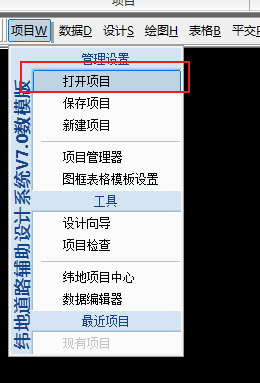 项目
项目W 数据D 设计S 绘图H 表格B 平交
管理设置
打开项目
保存项目
新建项目
项目管理器
图框表格模板设置
工具
设计向导
项目检查
纬地项目中心
数据编辑器
最近项目
现有项目
纬地道路辅助设计系统V7.0数模版